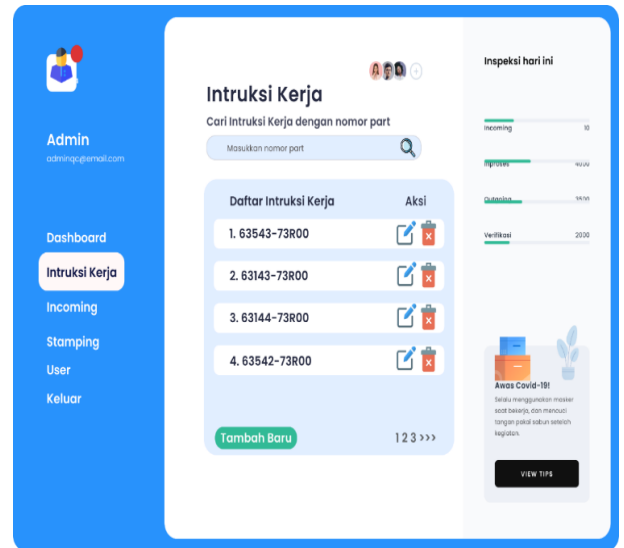 Admin
adminqc@email.com
Dashboard
Intruksi Kerja
Incoming
Stamping
User
Keluar
Intruksi Kerja
Cari Intruksi Kerja dengan nomor part
Masukkan nomor part
Daftar Intruksi Kerja Aksi
1. 63543-73R00
2. 63143-73R00
3. 63144-73R00
4. 63542-73R00
Tambah Baru
1 2 3 >>>
Inspeksi hari ini
Incoming 10
Inproses 4000
Outgoing 3500
Verifikasi 2000
Awas Covid-19!
Selalu menggunakan masker
saat bekerja, dan mencuci
tangan pakai sabun setelah
kegiatan.
VIEW TIPS